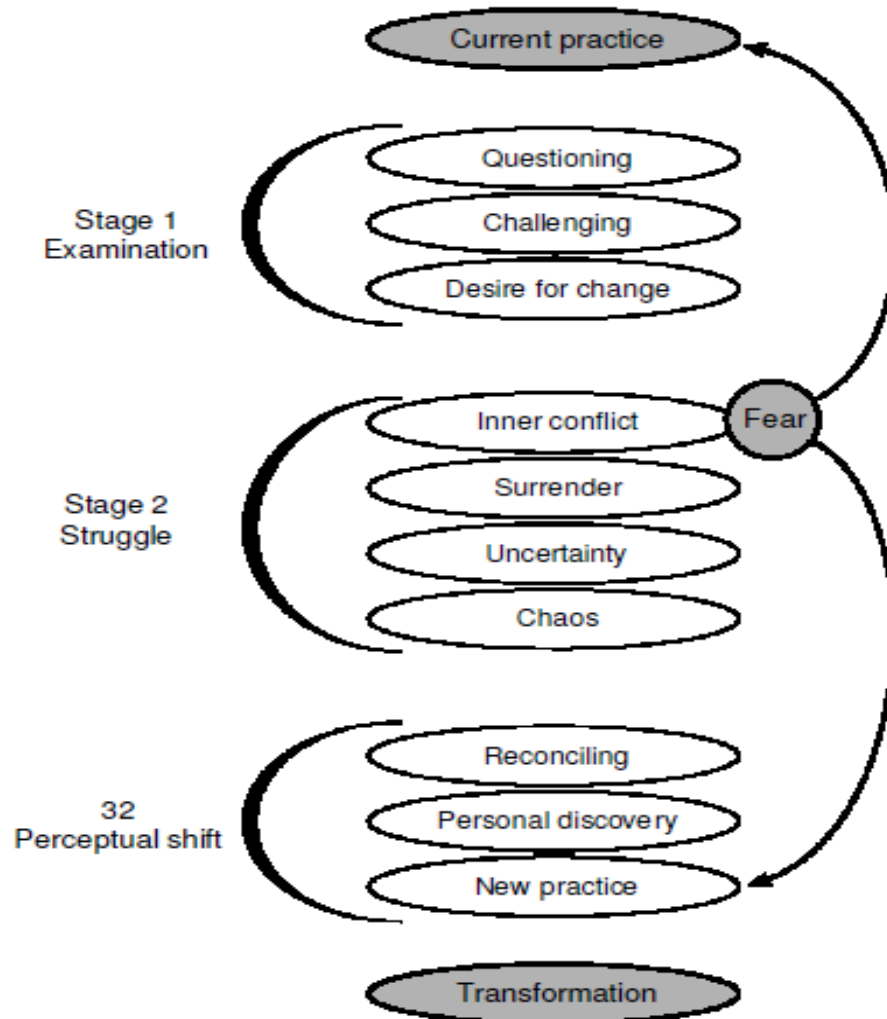 Current practice
Questioning
Stage 1
Examination
Challenging
Desire for change
Inner conflict
Fear
Surrender
Stage 2
Struggle
Uncertainty
Chaos
Reconciling
32
Perceptual shift
Personal discovery
New practice
Transformation